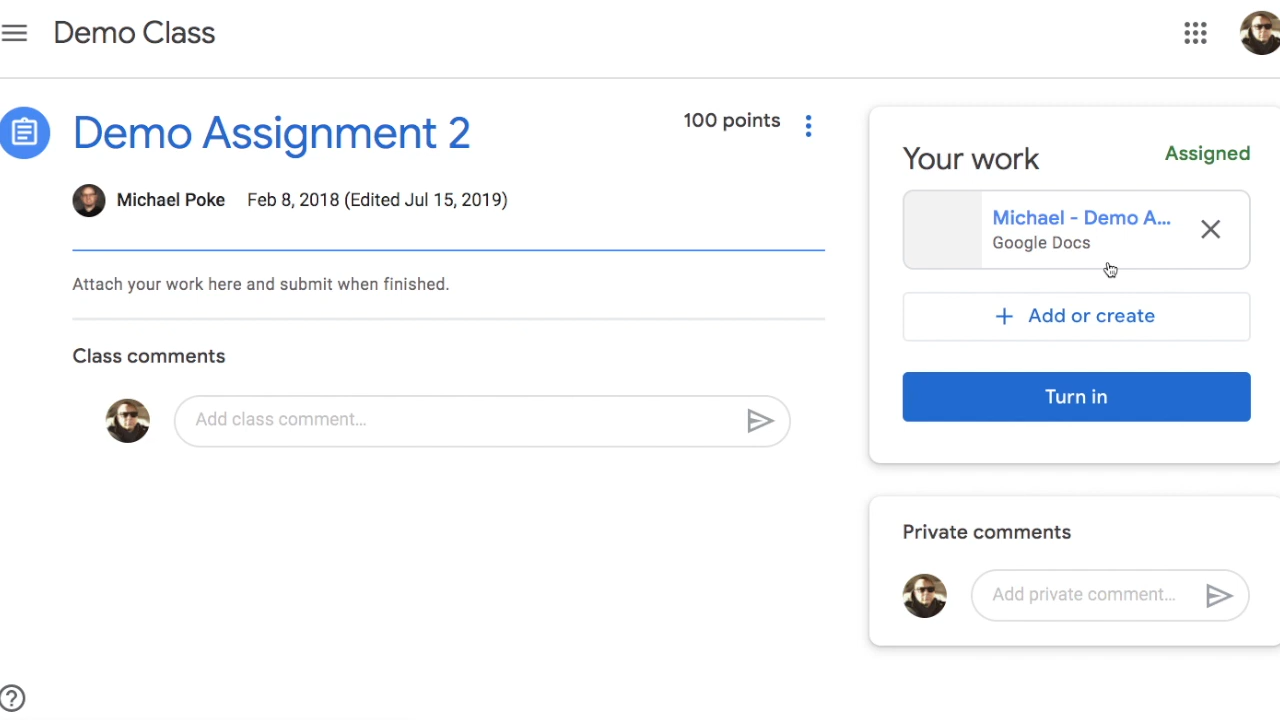 Demo Class
Demo Assignment 2
100 points
Michael Poke Feb 8, 2018 (Edited Jul 15, 2019)
Attach your work here and submit when finished.
Class comments
Add class comment...
Your work
Assigned
Michael - Demo A...
Google Docs
+ Add or create
Turn in
Private comments
Add private comment...
?